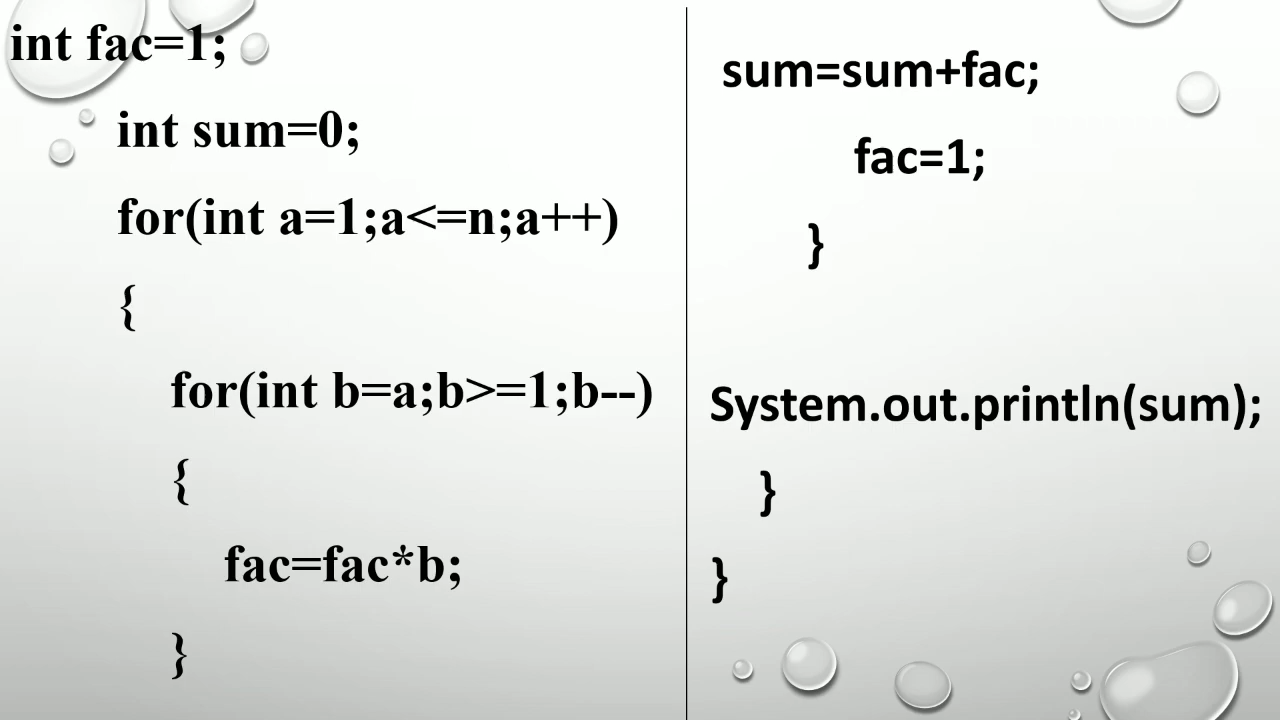 int fac=1;
int sum=0;
for(int a=1;a<=n;a++)
{
for(int b=a;b>=1;b--)
{
fac=fac*b;
}
sum=sum+fac;
fac=1;
}
System.out.println(sum);
}
}